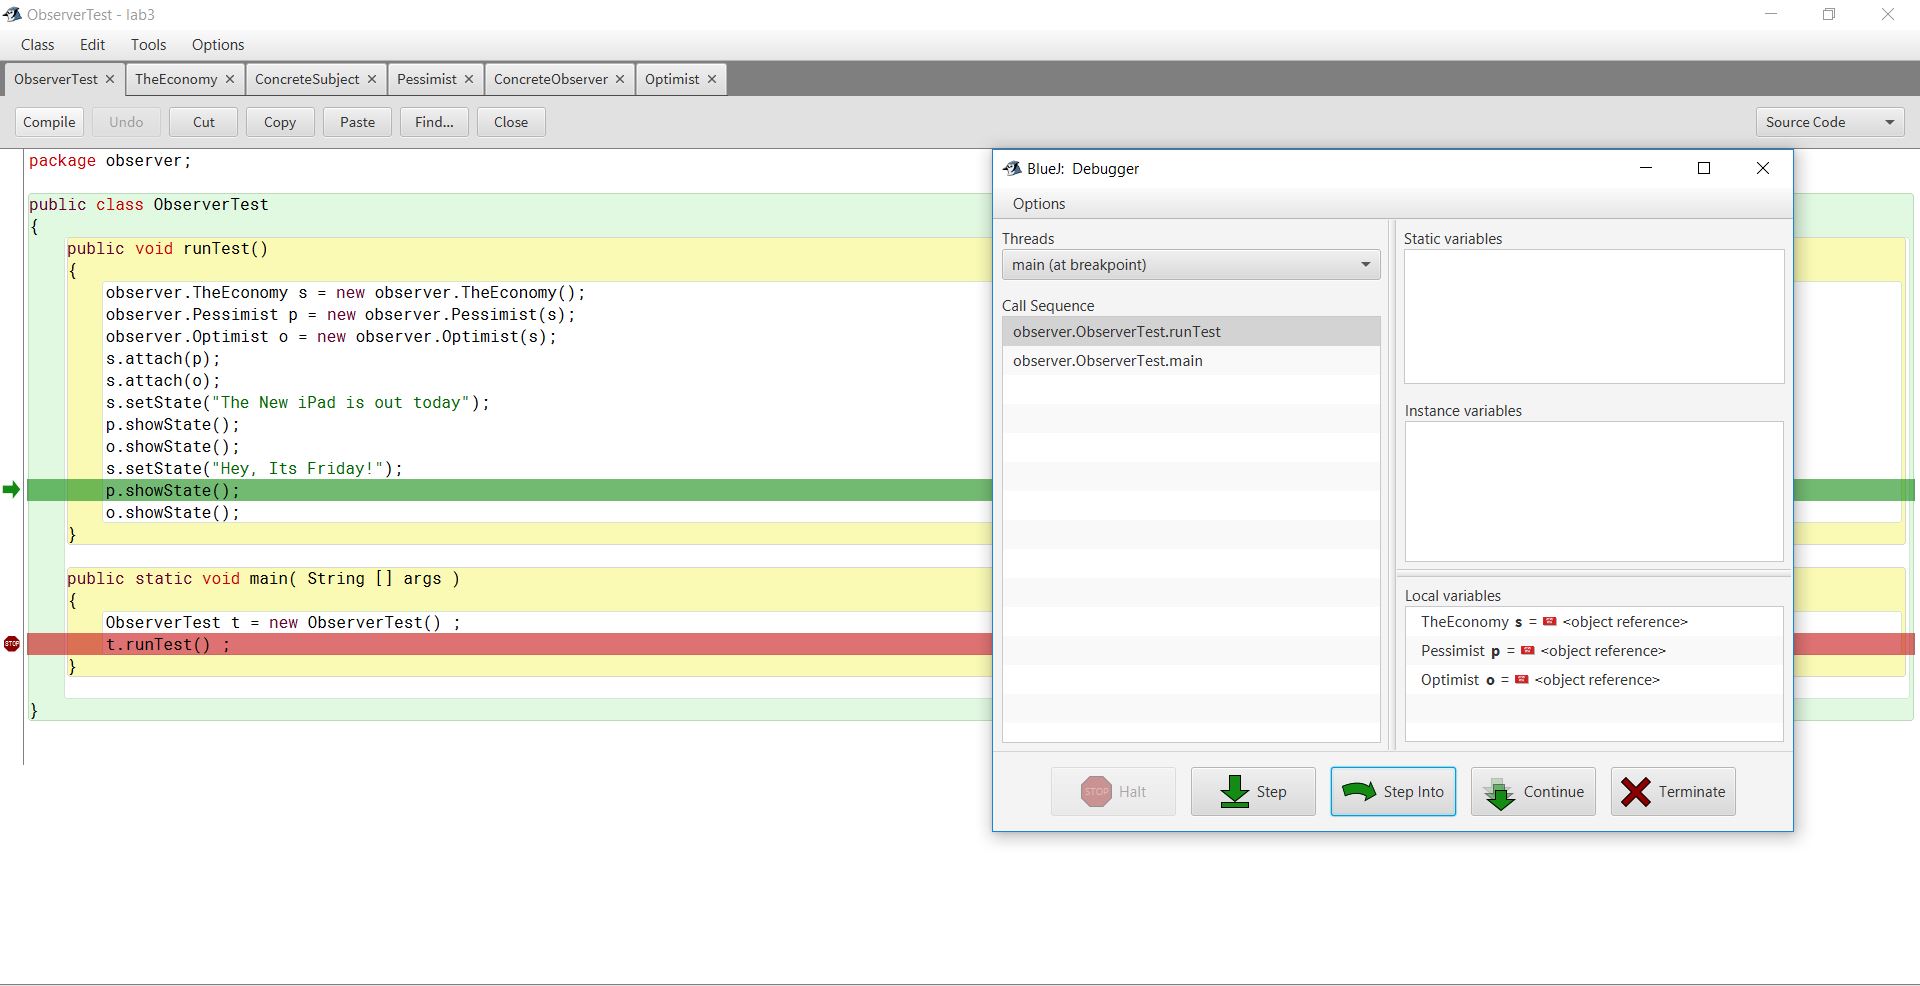 ObserverTest - lab3
Class Edit Tools Options
ObserverTest TheEconomy ConcreteSubject Pessimist ConcreteObserver Optimist
Compile Undo Cut Copy Paste Find... Close Source Code
package observer;
public class ObserverTest
{
public void runTest()
{
observer.TheEconomy s = new observer.TheEconomy();
observer.Pessimist p = new observer.Pessimist(s);
observer.Optimist o = new observer.Optimist(s);
s.attach(p);
s.attach(o);
s.setState("The New iPad is out today");
p.showState();
o.showState();
s.setState("Hey, Its Friday!");
p.showState();
o.showState();
}
public static void main( String [] args )
{
ObserverTest t = new ObserverTest() ;
STOP t.runTest() ;
}
}
BlueJ: Debugger
Options
Threads
main (at breakpoint)
Call Sequence
observer.ObserverTest.runTest
observer.ObserverTest.main
Static variables
Instance variables
Local variables
TheEconomy s = <object reference>
Pessimist p = <object reference>
Optimist o = <object reference>
STOP Halt Step Step Into Continue Terminate